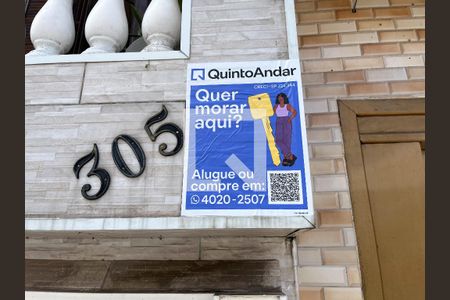 QuintoAndar
Quer
morar
aqui?
Alugue ou
compre em:
4020-2507
305